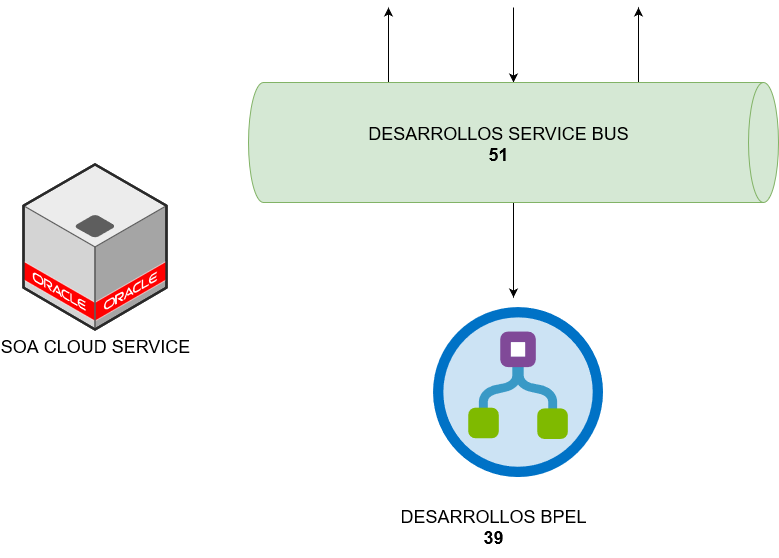 DESARROLLOS SERVICE BUS
51
ORACLE ORACLE
SOA CLOUD SERVICE
DESARROLLOS BPEL
39